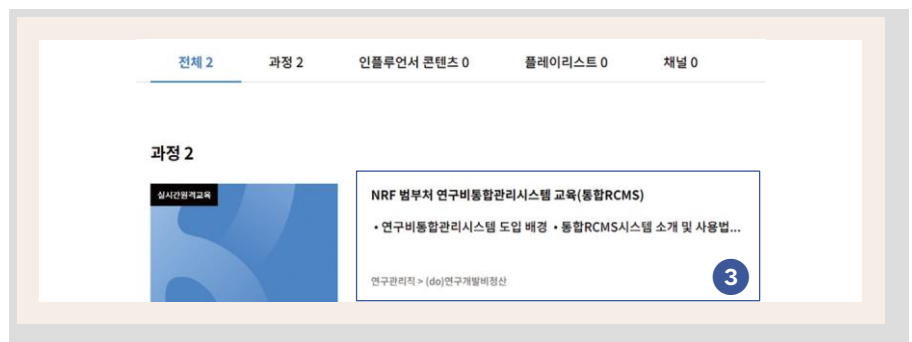 전체 2 과정 2 인플루언서 콘텐츠 0 플레이리스트 0 채널 0
과정 2
실시간원격교육
NRF 범부처 연구비통합관리시스템 교육(통합RCMS)
• 연구비통합관리시스템 도입 배경 • 통합RCMS시스템 소개 및 사용법...
연구관리직 > (do)연구개발비정산
3